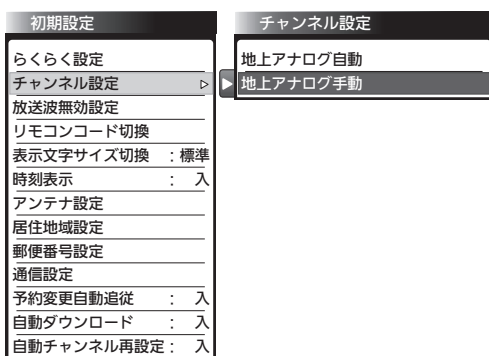 初期設定
らくらく設定
チャンネル設定
放送波無効設定
リモコンコード切換
表示文字サイズ切換 : 標準
時刻表示 : 入
アンテナ設定
居住地域設定
郵便番号設定
通信設定
予約変更自動追従 : 入
自動ダウンロード : 入
自動チャンネル再設定 : 入
チャンネル設定
地上アナログ自動
地上アナログ手動